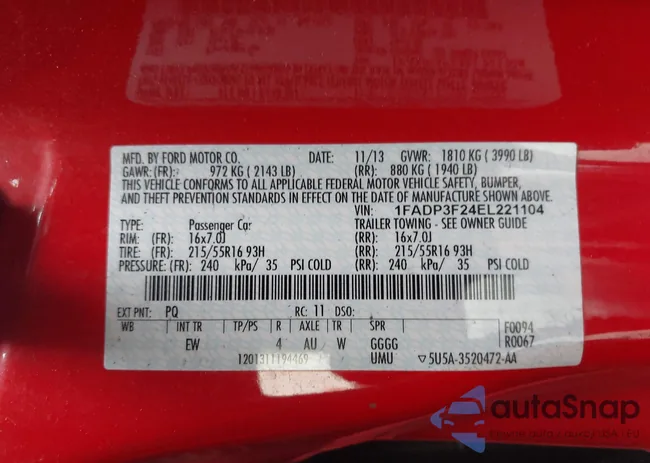 MFD. BY FORD MOTOR CO. DATE: 11/13 GVWR: 1810 KG ( 3990 LB)
GAWR: (FR): 972 KG ( 2143 LB) (RR): 880 KG ( 1940 LB)
THIS VEHICLE CONFORMS TO ALL APPLICABLE FEDERAL MOTOR VEHICLE SAFETY, BUMPER,
AND THEFT PREVENTION STANDARDS IN EFFECT ON THE DATE OF MANUFACTURE SHOWN ABOVE.
VIN: 1FADP3F24EL221104
TYPE: Passenger Car TRAILER TOWING - SEE OWNER GUIDE
RIM: (FR): 16x7.0J (RR): 16x7.0J
TIRE: (FR): 215/55R16 93H (RR): 215/55R16 93H
PRESSURE: (FR): 240 kPa/ 35 PSI COLD (RR): 240 kPa/ 35 PSI COLD
EXT PNT: PQ RC: 11 DSO:
WB INT TR TP/PS R AXLE TR SPR F0094
EW 4 AU W GGGG R0067
1201311194469 UMU ▽5U5A-3520472-AA
autaSnap